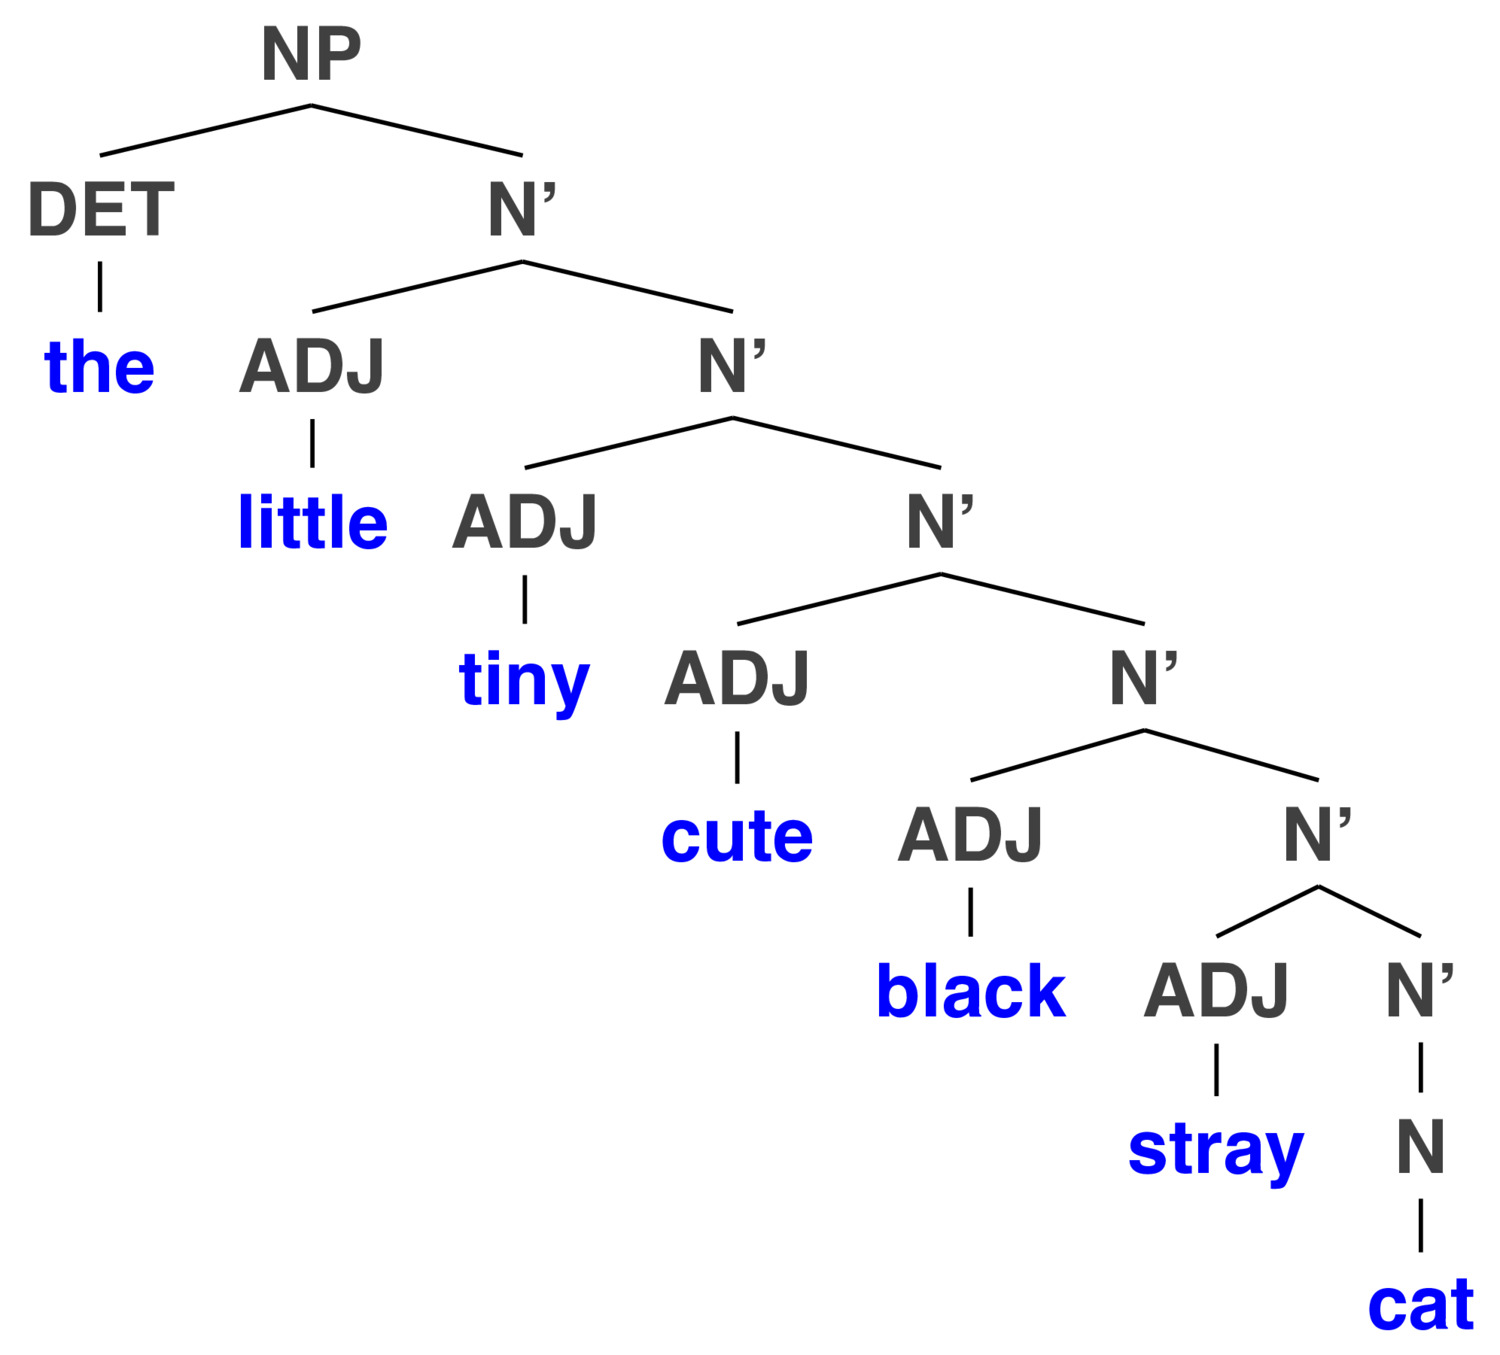 NP
DET N’
the ADJ N’
little ADJ N’
tiny ADJ N’
cute ADJ N’
black ADJ N’
stray N
cat